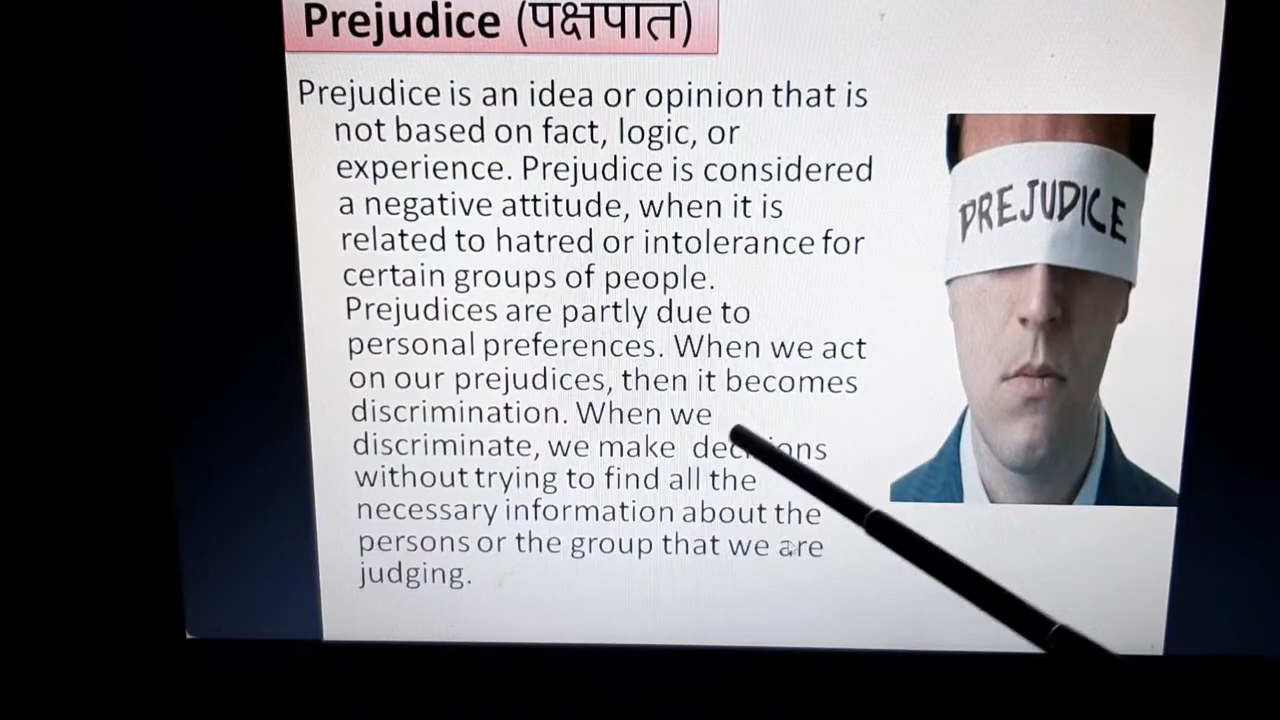 Prejudice (पक्षपात)
Prejudice is an idea or opinion that is
not based on fact, logic, or
experience. Prejudice is considered
a negative attitude, when it is
related to hatred or intolerance for
certain groups of people.
Prejudices are partly due to
personal preferences. When we act
on our prejudices, then it becomes
discrimination. When we
discriminate, we make decisions
without trying to find all the
necessary information about the
persons or the group that we are
judging.
PREJUDICE